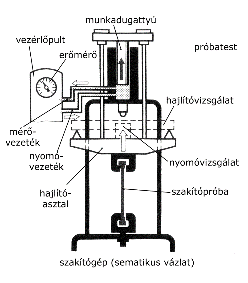 munkadugattyú
vezérlőpult
erőmérő
próbatest
hajlítóvizsgálat
mérő-
vezeték
nyomó-
vezeték
nyomóvizsgálat
hajlító-
asztal
szakítópróba
szakítógép (sematikus vázlat)